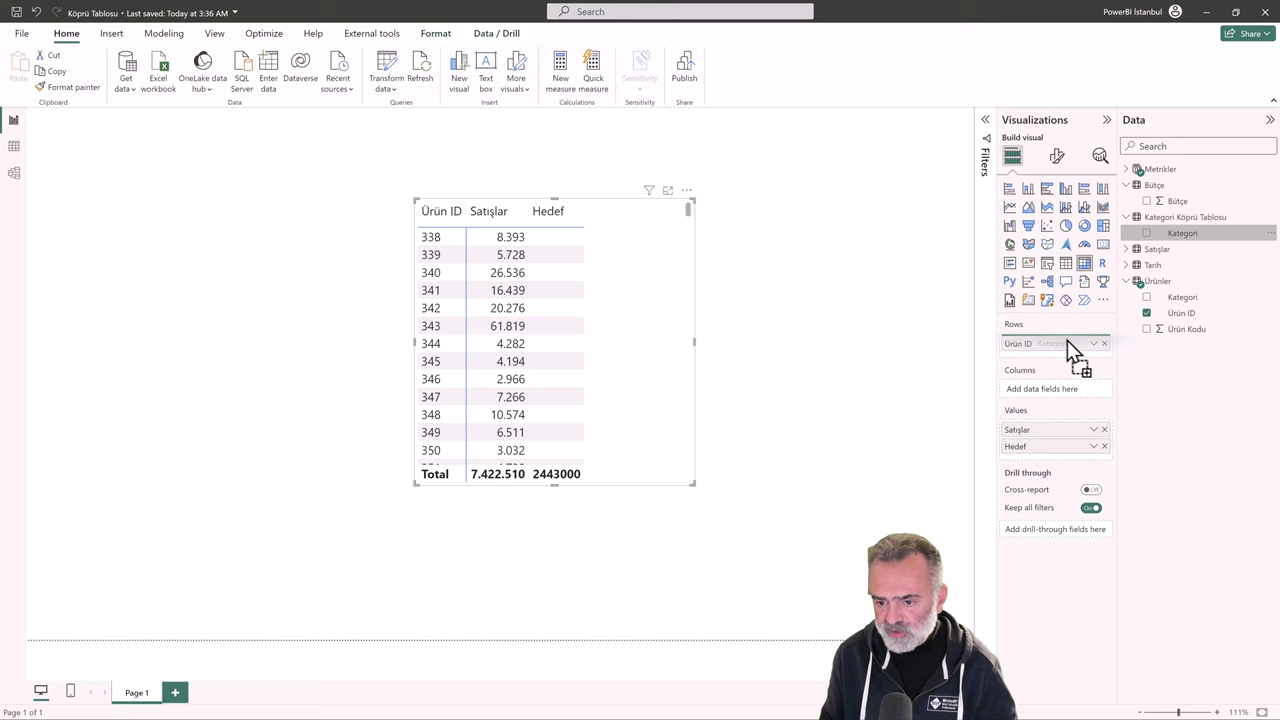 Köprü Tablosu • Last saved: Today at 3:36 AM
Search
PowerBI Istanbul
File
Home
Insert
Modeling
View
Optimize
Help
External tools
Format
Data / Drill
Share
Paste
Cut
Copy
Format painter
Get data
Excel workbook
OneLake data hub
SQL Server
Enter data
Dataverse
Recent sources
Transform data
Refresh
New visual
Text box
More visuals
New measure
Quick measure
Sensitivity
Publish
Clipboard
Data
Queries
Insert
Calculations
Sensitivity
Share
Ürün ID Satışlar Hedef
338 8.393
339 5.728
340 26.536
341 16.439
342 20.276
343 61.819
344 4.282
345 4.194
346 2.966
347 7.266
348 10.574
349 6.511
350 3.032
Total 7.422.510 2443000
Filters
Visualizations
Build visual
Rows
Ürün ID
Columns
Add data fields here
Values
Satışlar
Hedef
Drill through
Cross-report
Off
Keep all filters
On
Add drill-through fields here
Data
Search
Metrikler
Bütçe
Bütçe
Kategori Köprü Tablosu
Kategori
Satışlar
Tarih
Ürünler
Kategori
Ürün ID
Ürün Kodu
Page 1
Page 1 of 1
111%